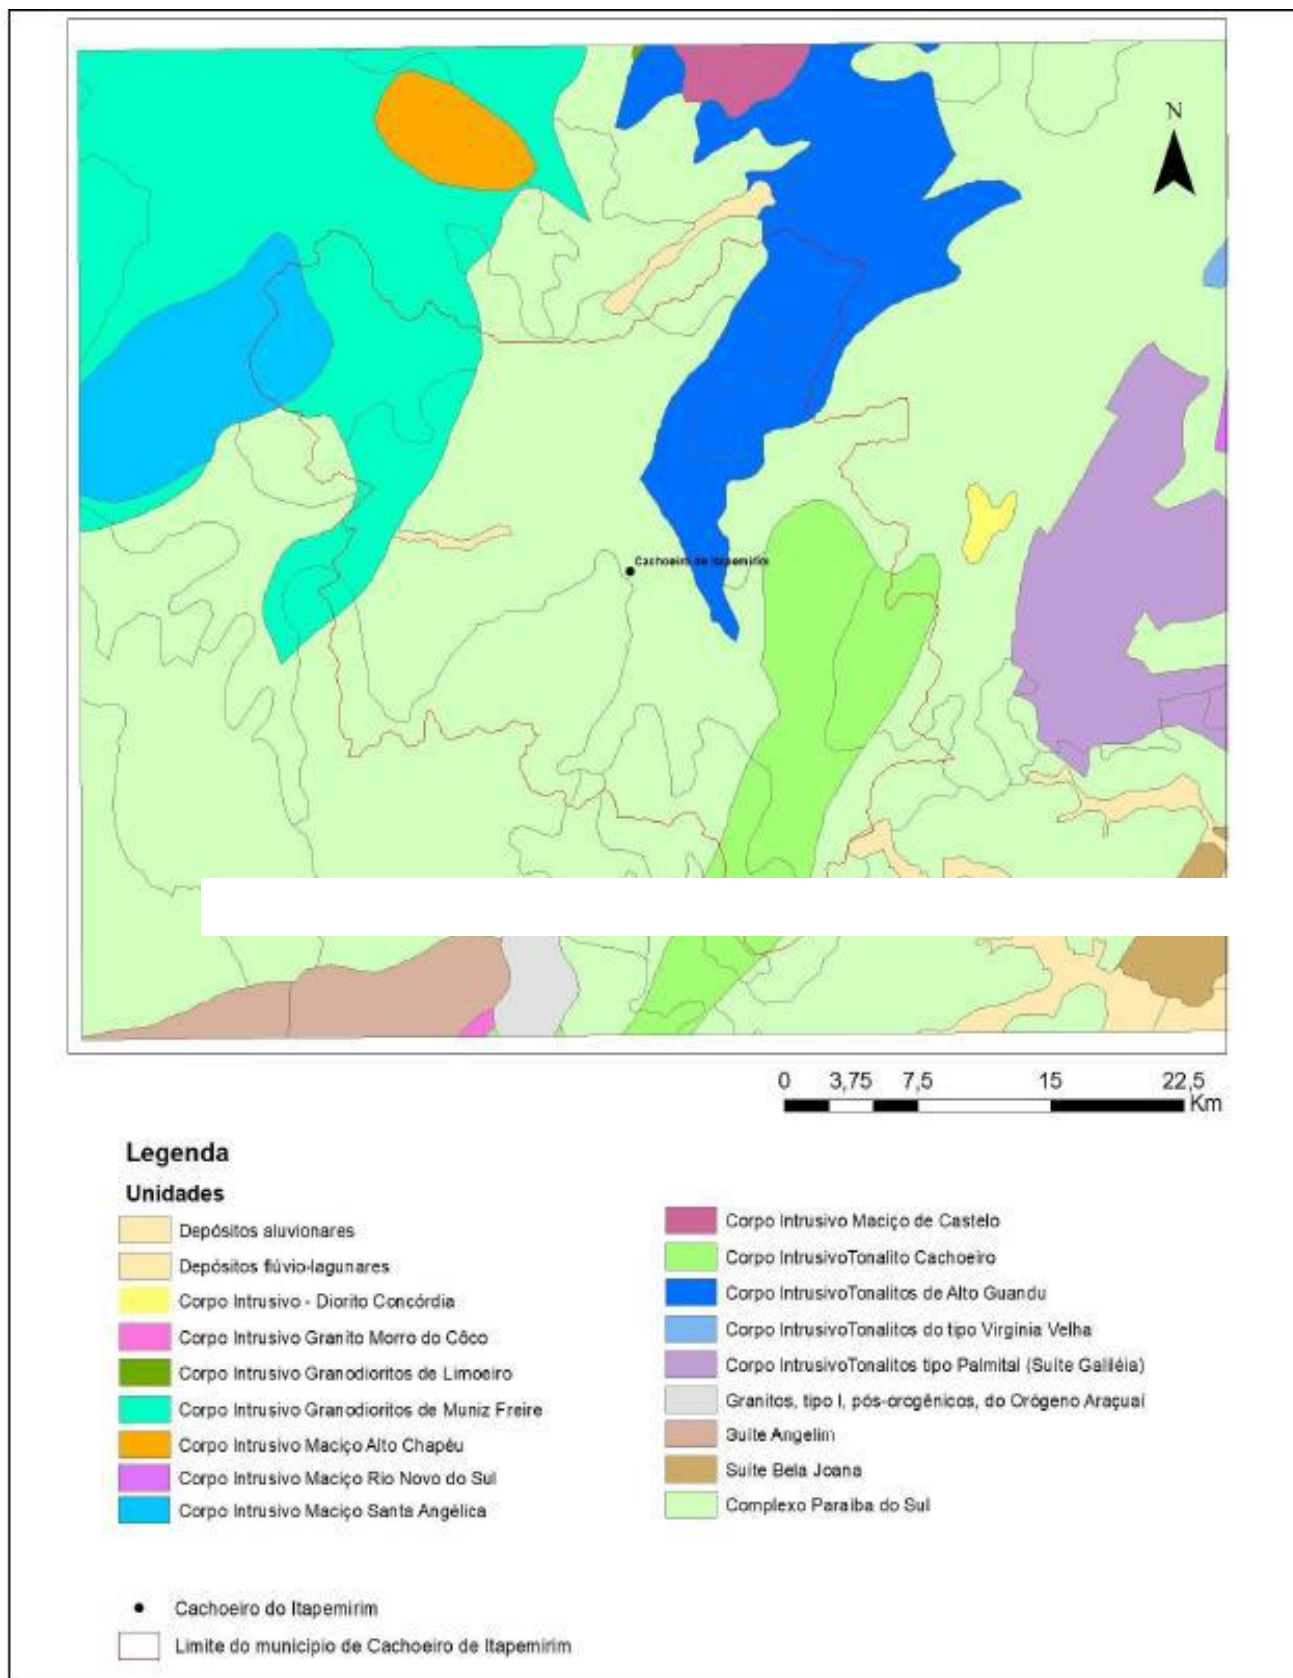 N
Cachoeiro de Itapemirim
0 3,75 7,5 15 22,5
Km
Legenda
Unidades
Depósitos aluvionares
Depósitos flúvio-lagunares
Corpo Intrusivo - Diorito Concórdia
Corpo Intrusivo Granito Morro do Côco
Corpo Intrusivo Granodioritos de Limoeiro
Corpo Intrusivo Granodioritos de Muniz Freire
Corpo Intrusivo Maciço Alto Chapéu
Corpo Intrusivo Maciço Rio Novo do Sul
Corpo Intrusivo Maciço Santa Angélica
Corpo Intrusivo Maciço de Castelo
Corpo IntrusivoTonalito Cachoeiro
Corpo IntrusivoTonalitos de Alto Guandu
Corpo IntrusivoTonalitos do tipo Virginia Velha
Corpo IntrusivoTonalitos tipo Palmital (Suíte Galiléia)
Granitos, tipo I, pós-orogênicos, do Orógeno Araçuaí
Suíte Angelim
Suíte Bela Joana
Complexo Paraíba do Sul
Cachoeiro do Itapemirim
Limite do município de Cachoeiro de Itapemirim